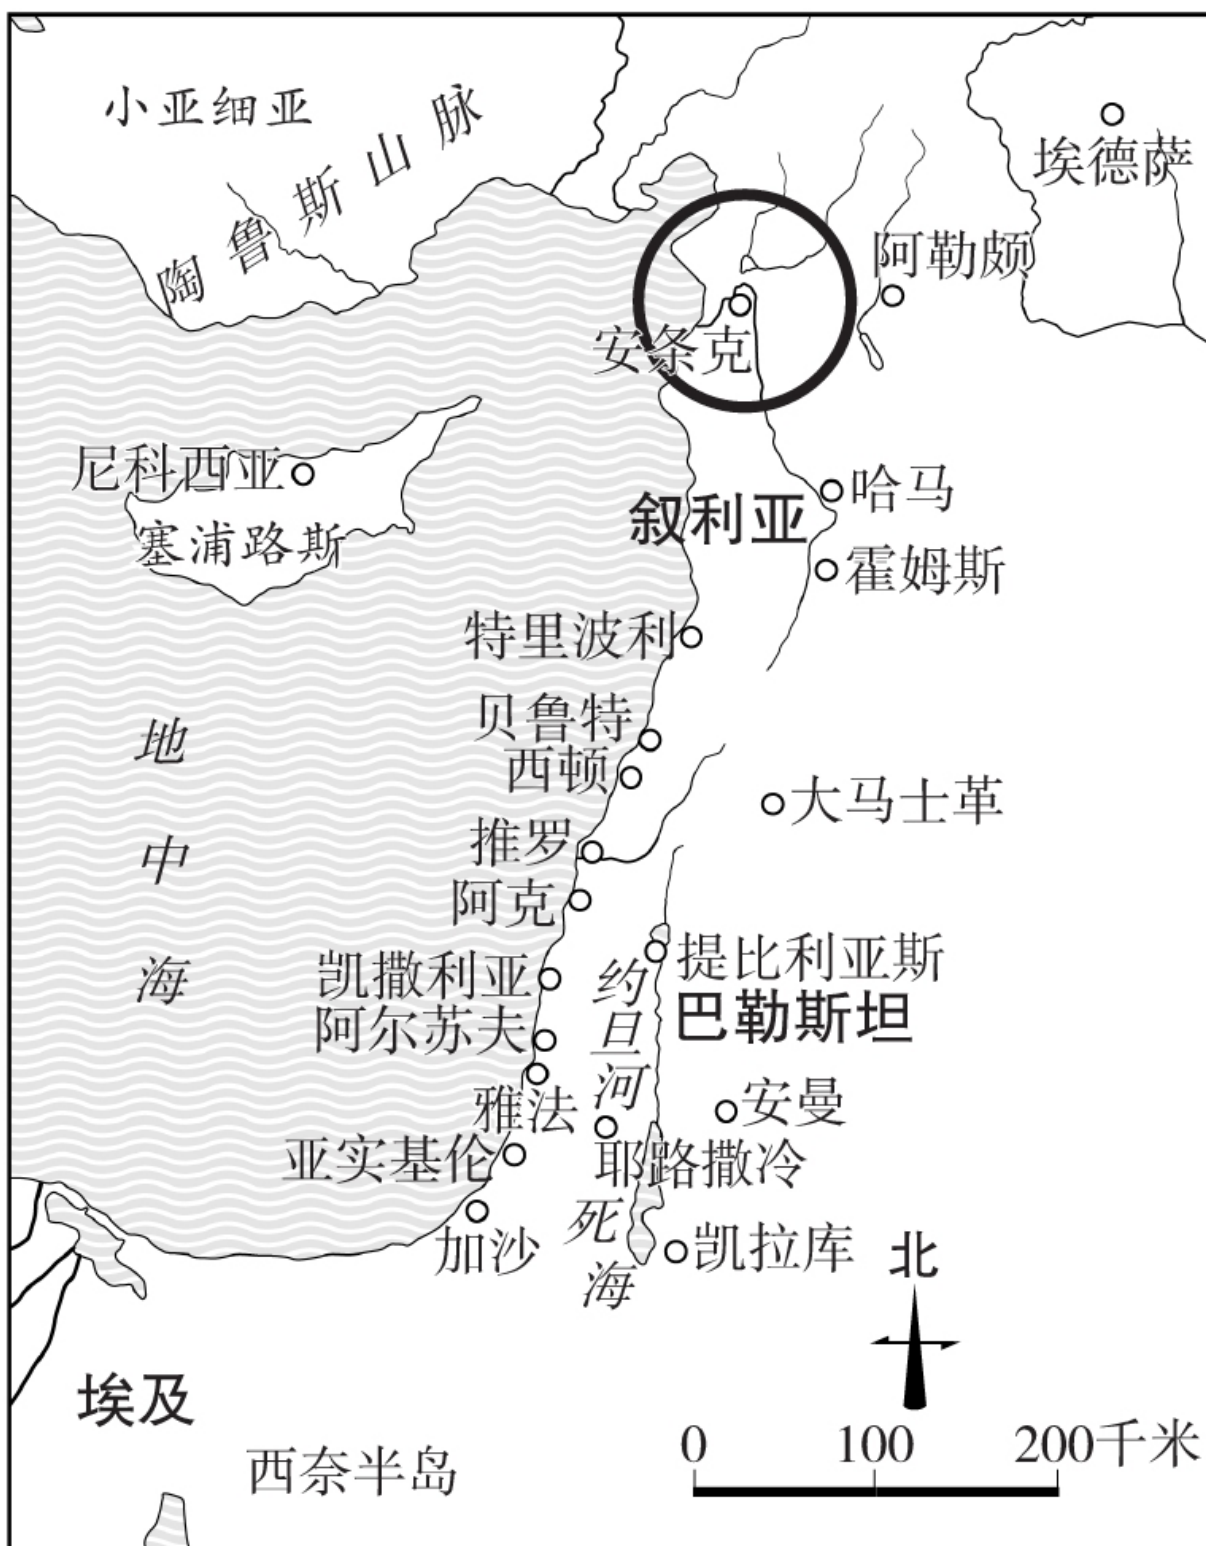 小亚细亚
陶鲁斯山脉
埃德萨
阿勒颇
安条克
尼科西亚
塞浦路斯
叙利亚
哈马
霍姆斯
特里波利
贝鲁特
西顿
大马士革
推罗
阿克
地中海
凯撒利亚
提比利亚斯
约旦河
巴勒斯坦
阿尔苏夫
雅法
安曼
亚实基伦
耶路撒冷
加沙
死海
凯拉库
北
埃及
西奈半岛
0 100 200千米